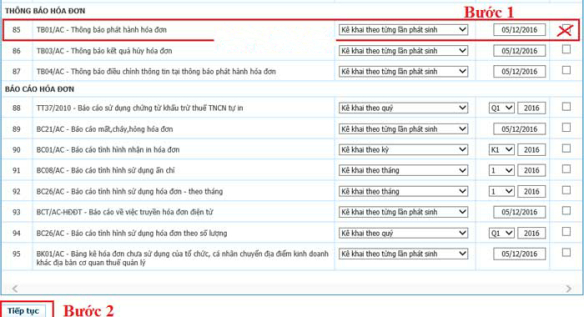 THÔNG BÁO HÓA ĐƠN
Bước 1
85 TB01/AC - Thông báo phát hành hóa đơn Kê khai theo từng lần phát sinh 05/12/2016
86 TB03/AC - Thông báo kết quả hủy hóa đơn Kê khai theo từng lần phát sinh 05/12/2016
87 TB04/AC - Thông báo điều chỉnh thông tin tại thông báo phát hành hóa đơn Kê khai theo từng lần phát sinh 05/12/2016
BÁO CÁO HÓA ĐƠN
88 TT37/2010 - Báo cáo sử dụng chứng từ khấu trừ thuế TNCN tự in Kê khai theo quý Q1 2016
89 BC21/AC - Báo cáo mất,cháy,hỏng hóa đơn Kê khai theo từng lần phát sinh 05/12/2016
90 BC01/AC - Báo cáo tình hình nhận in hóa đơn Kê khai theo kỳ K1 2016
91 BC08/AC - Báo cáo tình hình sử dụng ấn chỉ Kê khai theo tháng 1 2016
92 BC26/AC - Báo cáo tình hình sử dụng hóa đơn - theo tháng Kê khai theo tháng 1 2016
93 BCT/AC-HĐĐT - Báo cáo về việc truyền hóa đơn điện tử Kê khai theo từng lần phát sinh 05/12/2016
94 BC26/AC - Báo cáo tình hình sử dụng hóa đơn theo số lượng Kê khai theo quý Q1 2016
95 BK01/AC - Bảng kê hóa đơn chưa sử dụng của tổ chức, cá nhân chuyển địa điểm kinh doanh Kê khai theo từng lần phát sinh 05/12/2016
khác địa bàn cơ quan thuế quản lý
Tiếp tục Bước 2